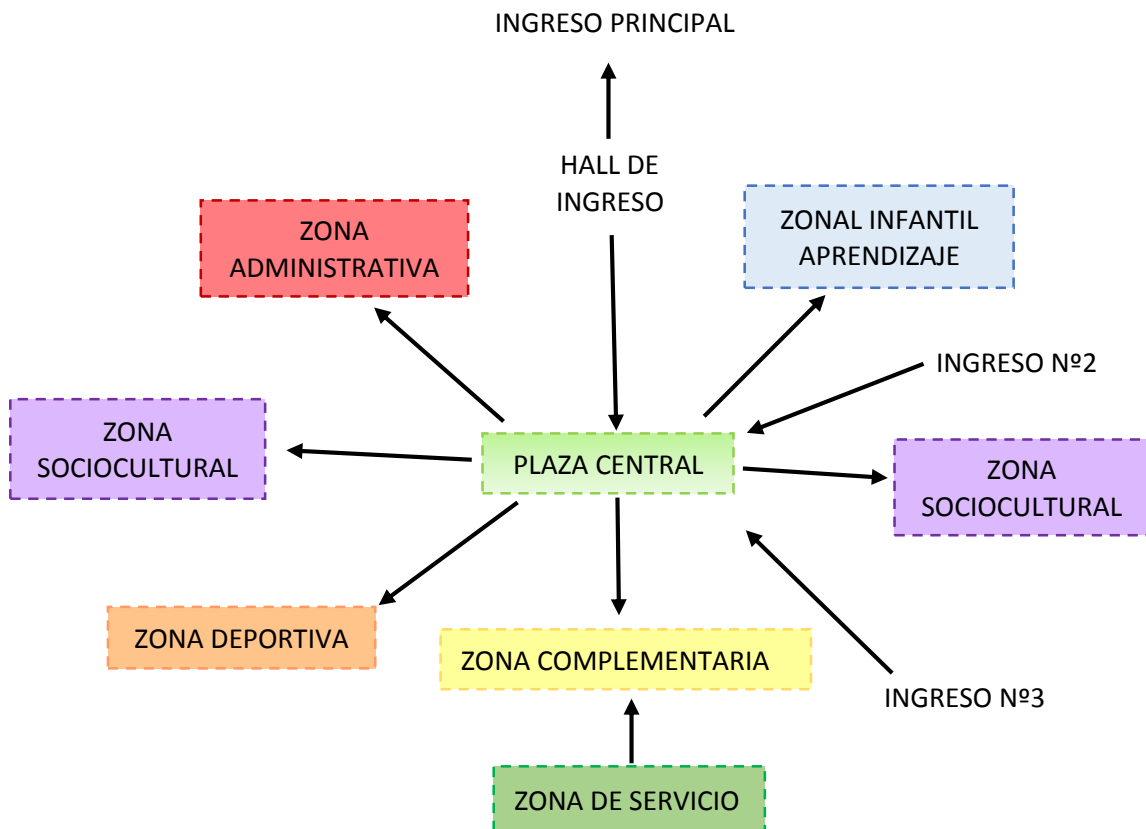 INGRESO PRINCIPAL
HALL DE
INGRESO
ZONA
ADMINISTRATIVA
ZONAL INFANTIL
APRENDIZAJE
INGRESO Nº2
ZONA
SOCIOCULTURAL
PLAZA CENTRAL
ZONA
SOCIOCULTURAL
ZONA DEPORTIVA
ZONA COMPLEMENTARIA
INGRESO Nº3
ZONA DE SERVICIO